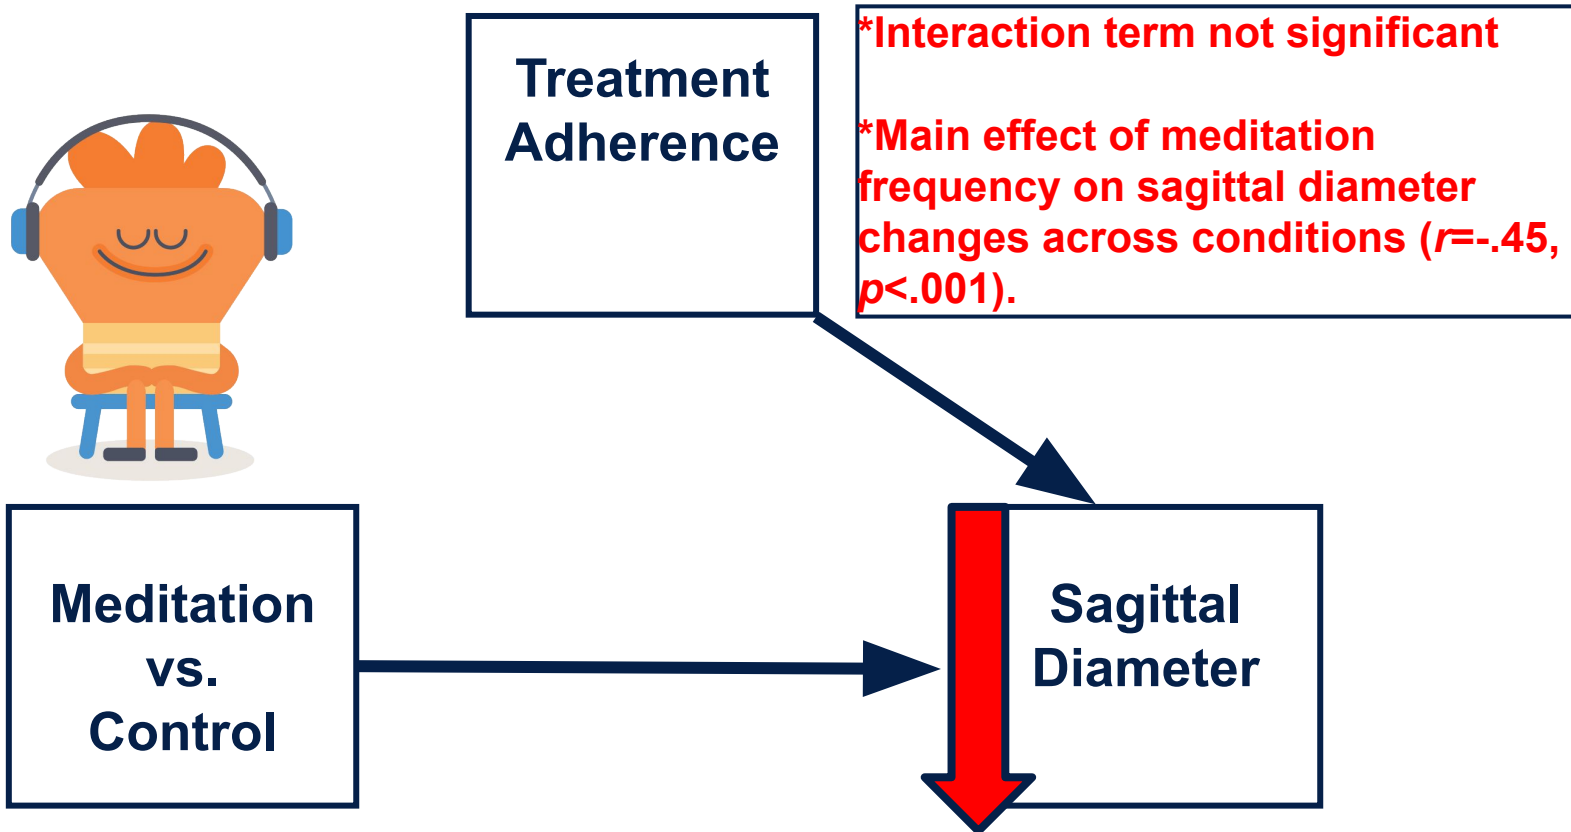 Treatment
Adherence
*Interaction term not significant
*Main effect of meditation
frequency on sagittal diameter
changes across conditions (r=-.45,
p<.001).
Meditation
vs.
Control
Sagittal
Diameter